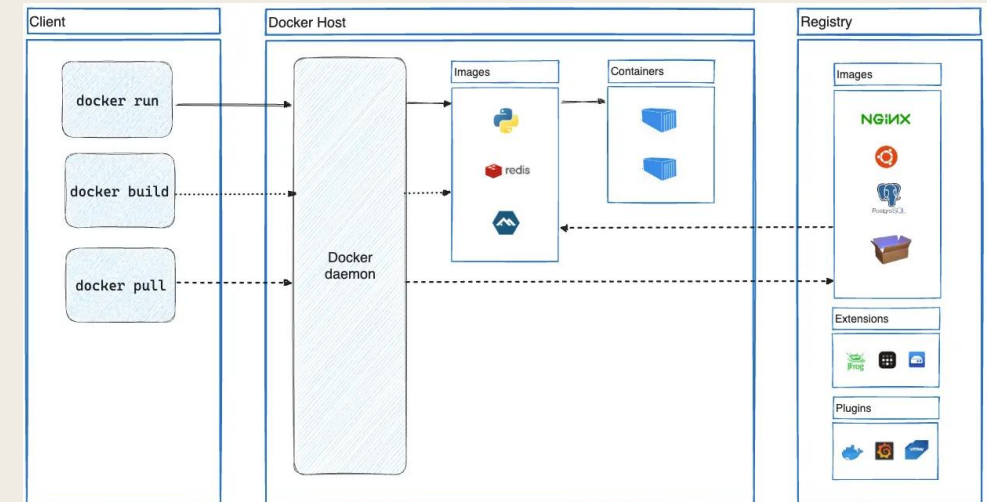 Client
Docker Host
Registry
docker run
docker build
docker pull
Docker
daemon
Images
redis
Containers
Images
NGINX
PostgreSQL
Extensions
JFrog
Plugins